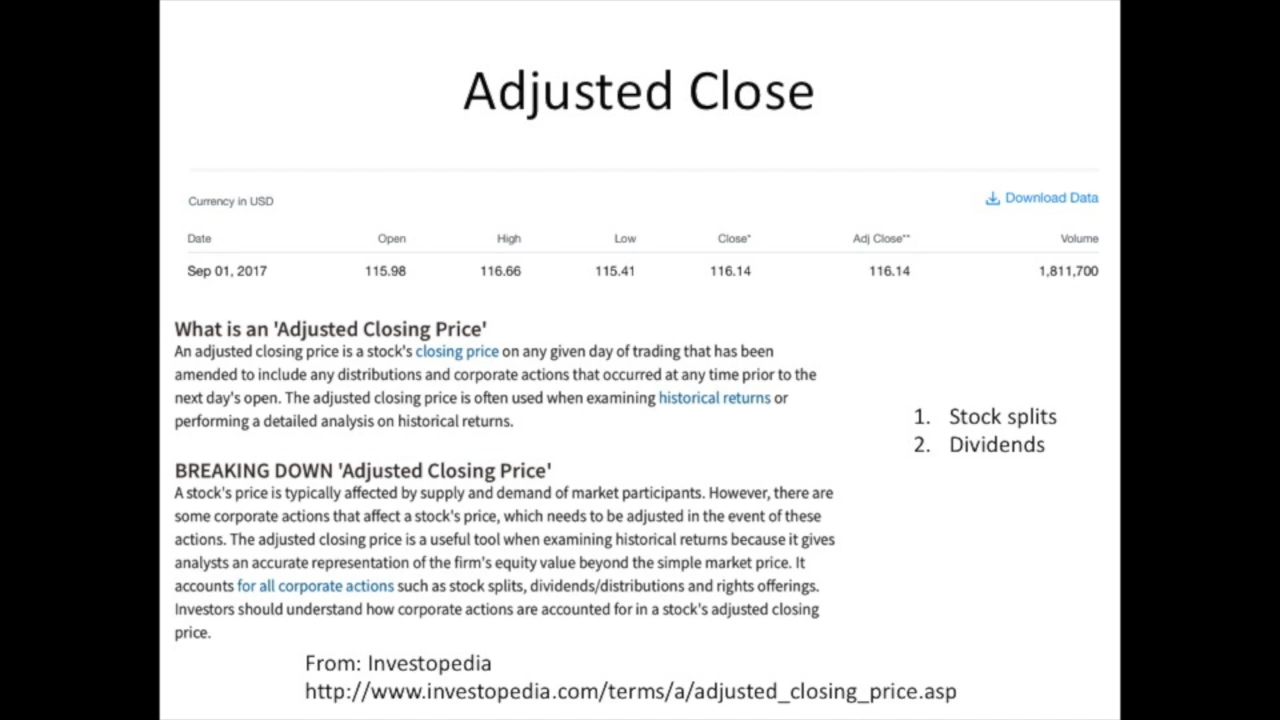 Adjusted Close
Currency in USD
Download Data
Date Open High Low Close* Adj Close** Volume
Sep 01, 2017 115.98 116.66 115.41 116.14 116.14 1,811,700
What is an 'Adjusted Closing Price'
An adjusted closing price is a stock's closing price on any given day of trading that has been
amended to include any distributions and corporate actions that occurred at any time prior to the
next day's open. The adjusted closing price is often used when examining historical returns or
performing a detailed analysis on historical returns.
1. Stock splits
2. Dividends
BREAKING DOWN 'Adjusted Closing Price'
A stock's price is typically affected by supply and demand of market participants. However, there are
some corporate actions that affect a stock's price, which needs to be adjusted in the event of these
actions. The adjusted closing price is a useful tool when examining historical returns because it gives
analysts an accurate representation of the firm's equity value beyond the simple market price. It
accounts for all corporate actions such as stock splits, dividends/distributions and rights offerings.
Investors should understand how corporate actions are accounted for in a stock's adjusted closing
price.
From: Investopedia
http://www.investopedia.com/terms/a/adjusted_closing_price.asp